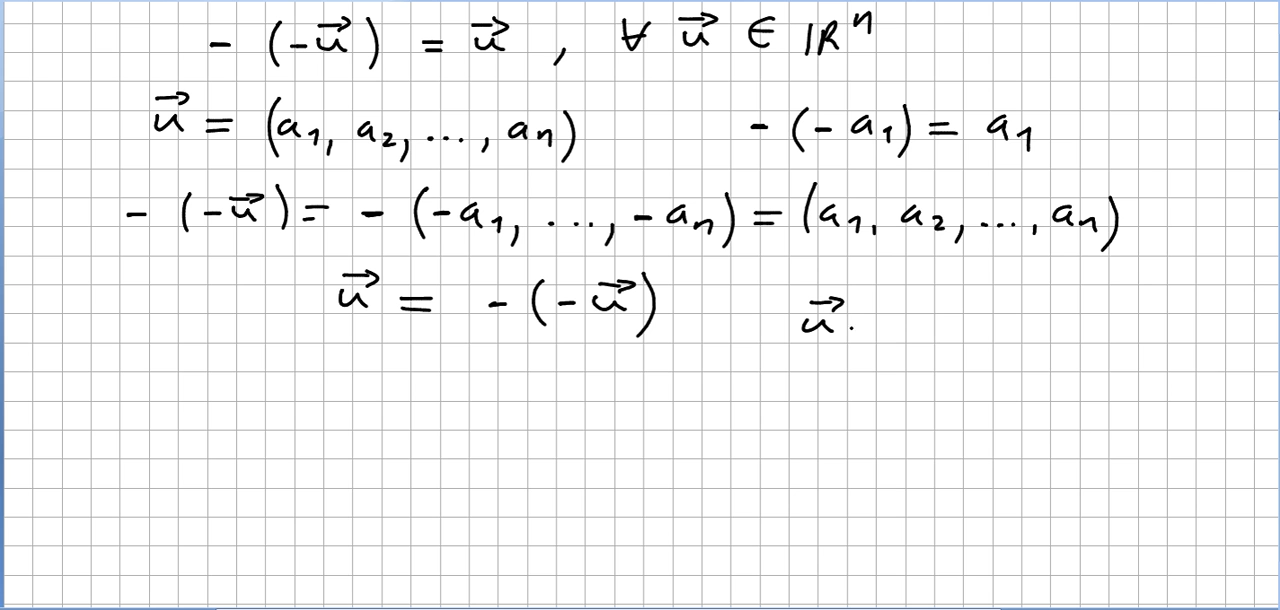 - (-u⃗) = u⃗ , ∀ u⃗ ∈ ℝⁿ
u⃗ = (a₁, a₂, ..., aₙ) - (- a₁) = a₁
- (-u⃗) = - (-a₁, ..., -aₙ) = (a₁, a₂, ..., aₙ)
u⃗ = - (-u⃗) u⃗.